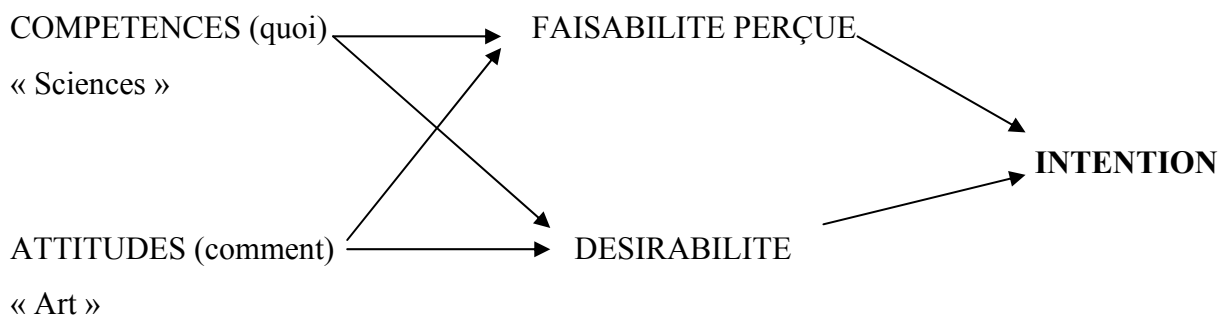 COMPETENCES (quoi) FAISABILITE PERÇUE
« Sciences »
INTENTION
ATTITUDES (comment) DESIRABILITE
« Art »